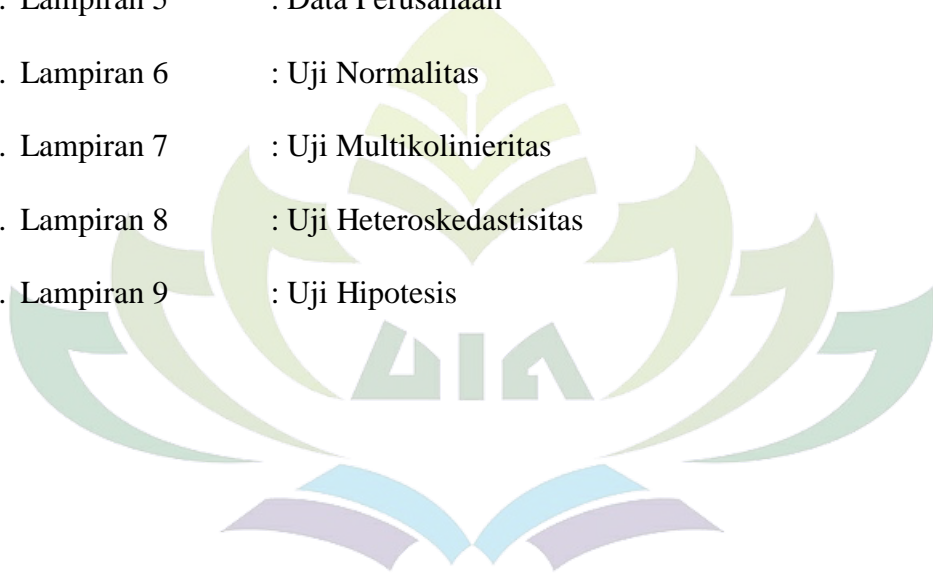 . Lampiran 5 : Data Perusahaan
. Lampiran 6 : Uji Normalitas
. Lampiran 7 : Uji Multikolinieritas
. Lampiran 8 : Uji Heteroskedastisitas
. Lampiran 9 : Uji Hipotesis
UIN